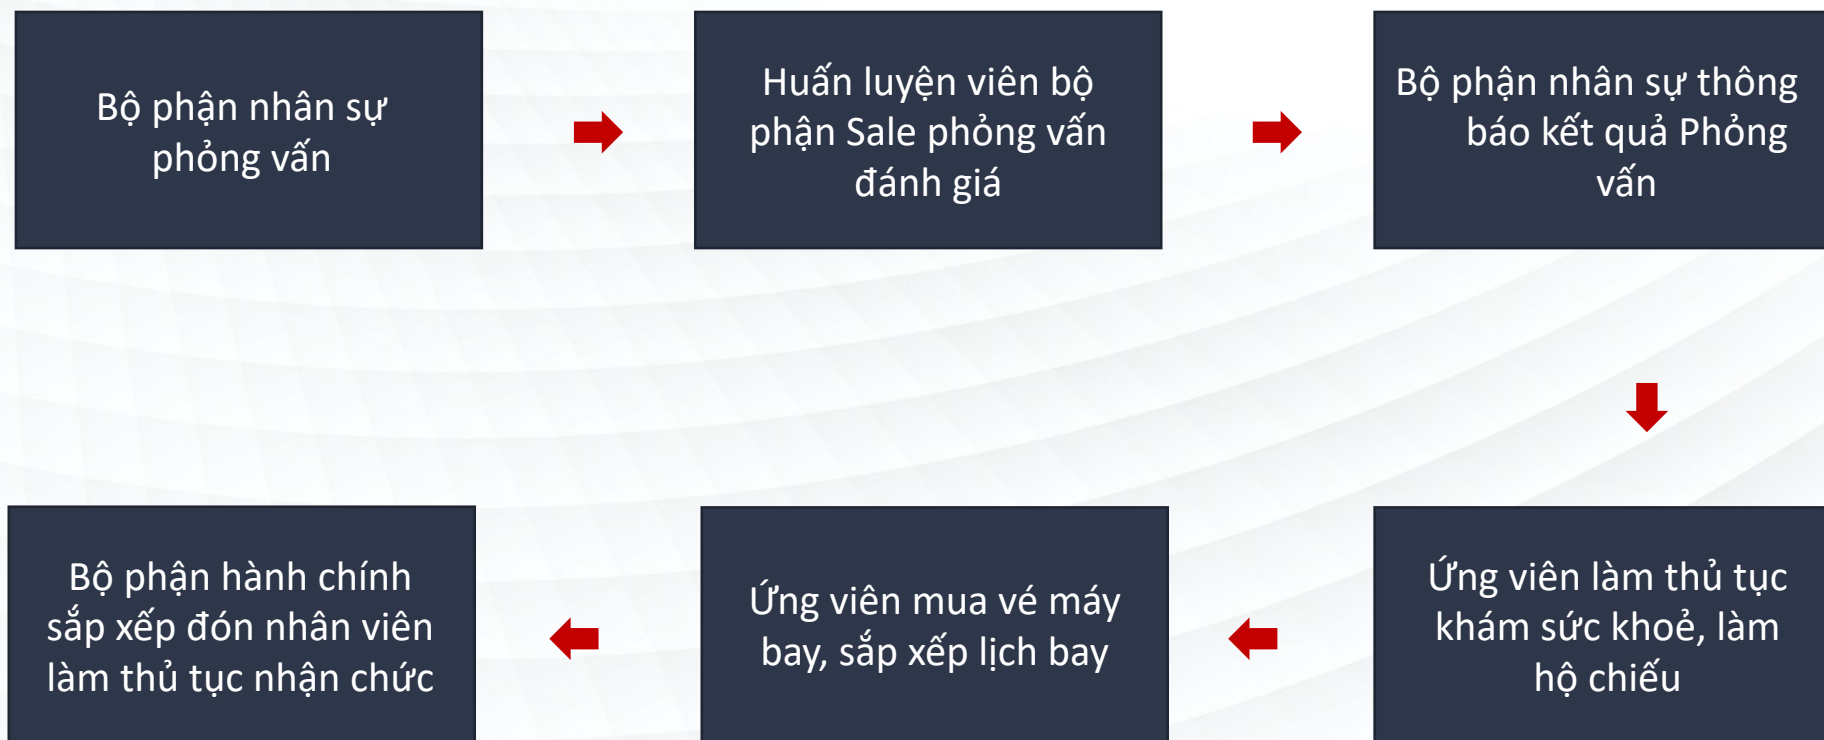 Bộ phận nhân sự
phỏng vấn
Huấn luyện viên bộ
phận Sale phỏng vấn
đánh giá
Bộ phận nhân sự thông
báo kết quả Phỏng
vấn
Ứng viên làm thủ tục
khám sức khoẻ, làm
hộ chiếu
Ứng viên mua vé máy
bay, sắp xếp lịch bay
Bộ phận hành chính
sắp xếp đón nhân viên
làm thủ tục nhận chức